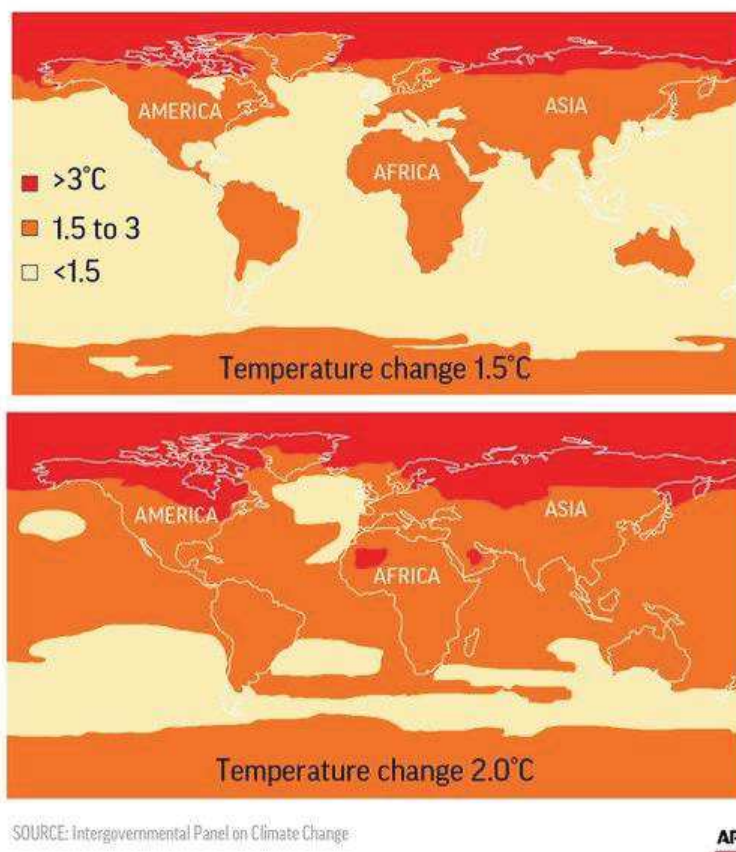 AMERICA
ASIA
AFRICA
>3°C
1.5 to 3
<1.5
Temperature change 1.5°C
AMERICA
ASIA
AFRICA
Temperature change 2.0°C
SOURCE: Intergovernmental Panel on Climate Change
AP